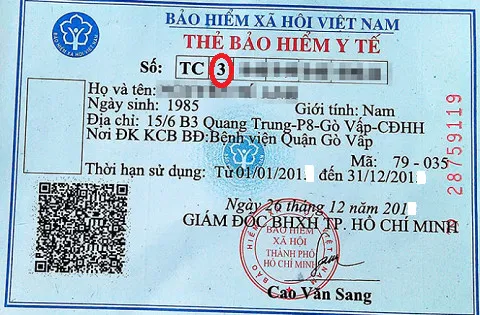 BẢO HIỂM XÃ HỘI VIỆT NAM
THẺ BẢO HIỂM Y TẾ
Số: TC 3
Họ và tên:
Ngày sinh: 1985 Giới tính: Nam
Địa chỉ: 15/6 B3 Quang Trung-P8-Gò Vấp-CĐHH
Nơi ĐK KCB BĐ:Bệnh viện Quận Gò Vấp
Mã: 79 - 035
Thời hạn sử dụng: Từ 01/01/201 đến 31/12/201
Ngày 26 tháng 12 năm 201
GIÁM ĐỐC BHXH TP. HỒ CHÍ MINH
BẢO HIỂM
XÃ HỘI
THÀNH PHỐ
HỒ CHÍ MINH
Cao Văn Sang
28759119